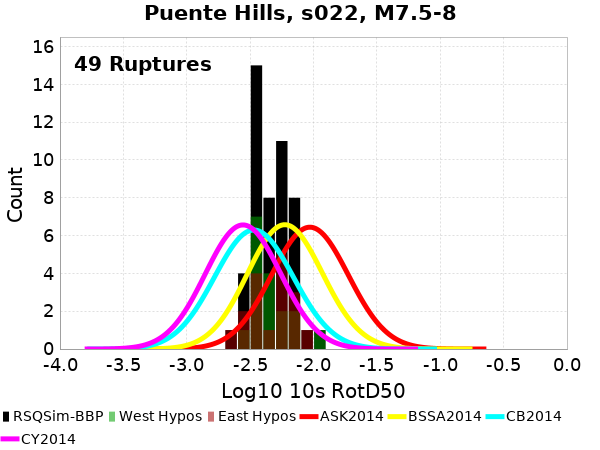 Puente Hills, s022, M7.5-8
49 Ruptures
Count
16
14
12
10
8
6
4
2
0
-4.0 -3.5 -3.0 -2.5 -2.0 -1.5 -1.0 -0.5 0.0
Log10 10s RotD50
RSQSim-BBP West Hypos East Hypos ASK2014 BSSA2014 CB2014
CY2014